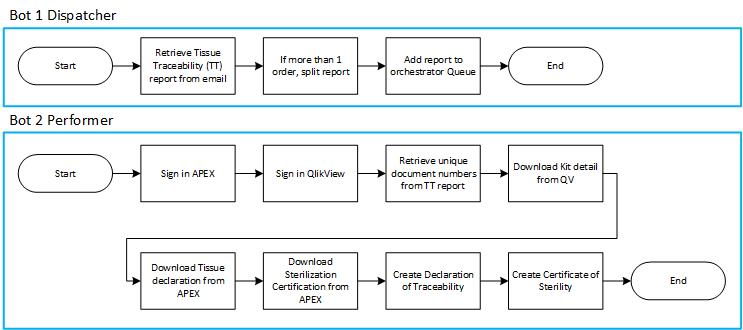 Bot 1 Dispatcher
Start
Retrieve Tissue
Traceability (TT)
report from email
If more than 1
order, split report
Add report to
orchestrator Queue
End
Bot 2 Performer
Start
Sign in APEX
Sign in QlikView
Retrieve unique
document numbers
from TT report
Download Kit detail
from QV
Download Tissue
declaration from
APEX
Download
Sterilization
Certification from
APEX
Create Declaration
of Traceability
Create Certificate of
Sterility
End